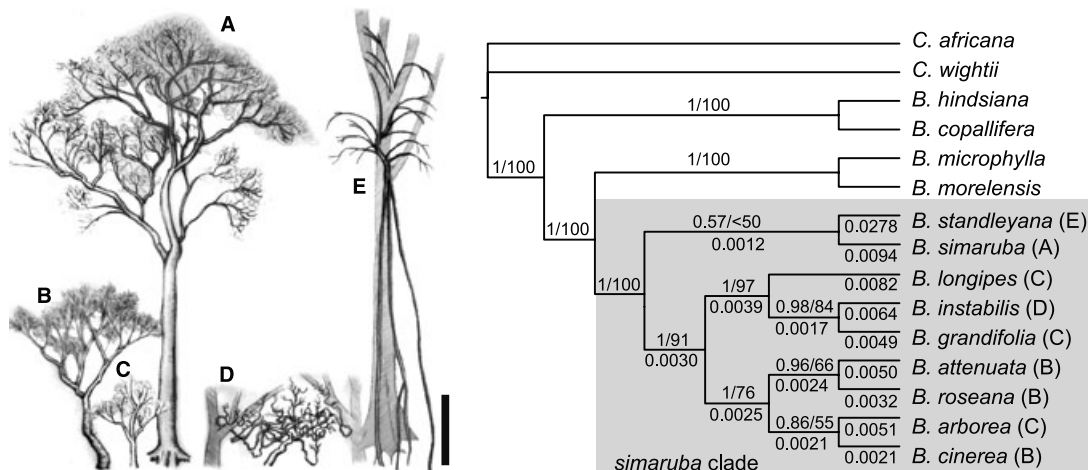 A
B
C
D
E
C. africana
C. wightii
1/100
B. hindsiana
B. copallifera
1/100
1/100
B. microphylla
B. morelensis
1/100
0.57/<50
0.0012
0.0278
B. standleyana (E)
0.0094
B. simaruba (A)
1/100
1/97
0.0039
0.0082
B. longipes (C)
0.98/84
0.0017
0.0064
B. instabilis (D)
0.0049
B. grandifolia (C)
1/91
0.0030
0.96/66
0.0024
0.0050
B. attenuata (B)
0.0032
B. roseana (B)
1/76
0.0025
0.86/55
0.0021
0.0051
B. arborea (C)
0.0021
B. cinerea (B)
simaruba clade